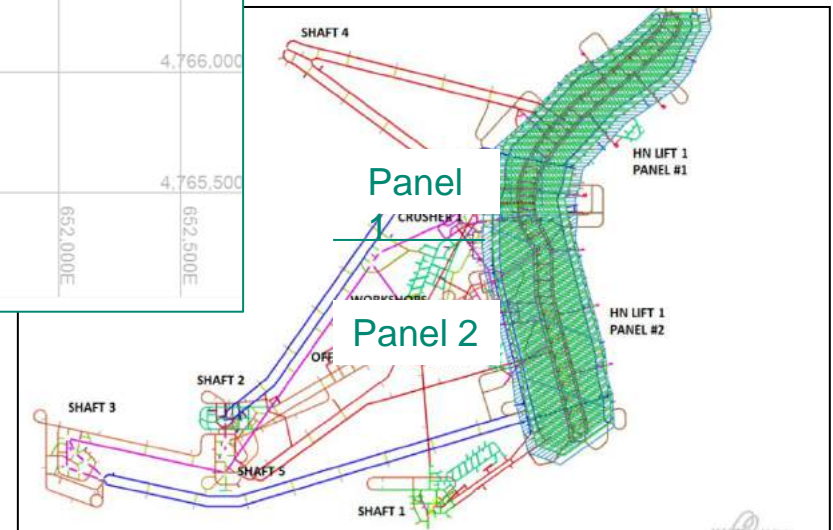 4,766,000
4,765,500
652,000E
652,500E
SHAFT 4
HN LIFT 1
PANEL #1
Panel
1
CRUSHER 1
WORKSHOPS
Panel 2
HN LIFT 1
PANEL #2
SHAFT 2
SHAFT 3
SHAFT 5
SHAFT 1